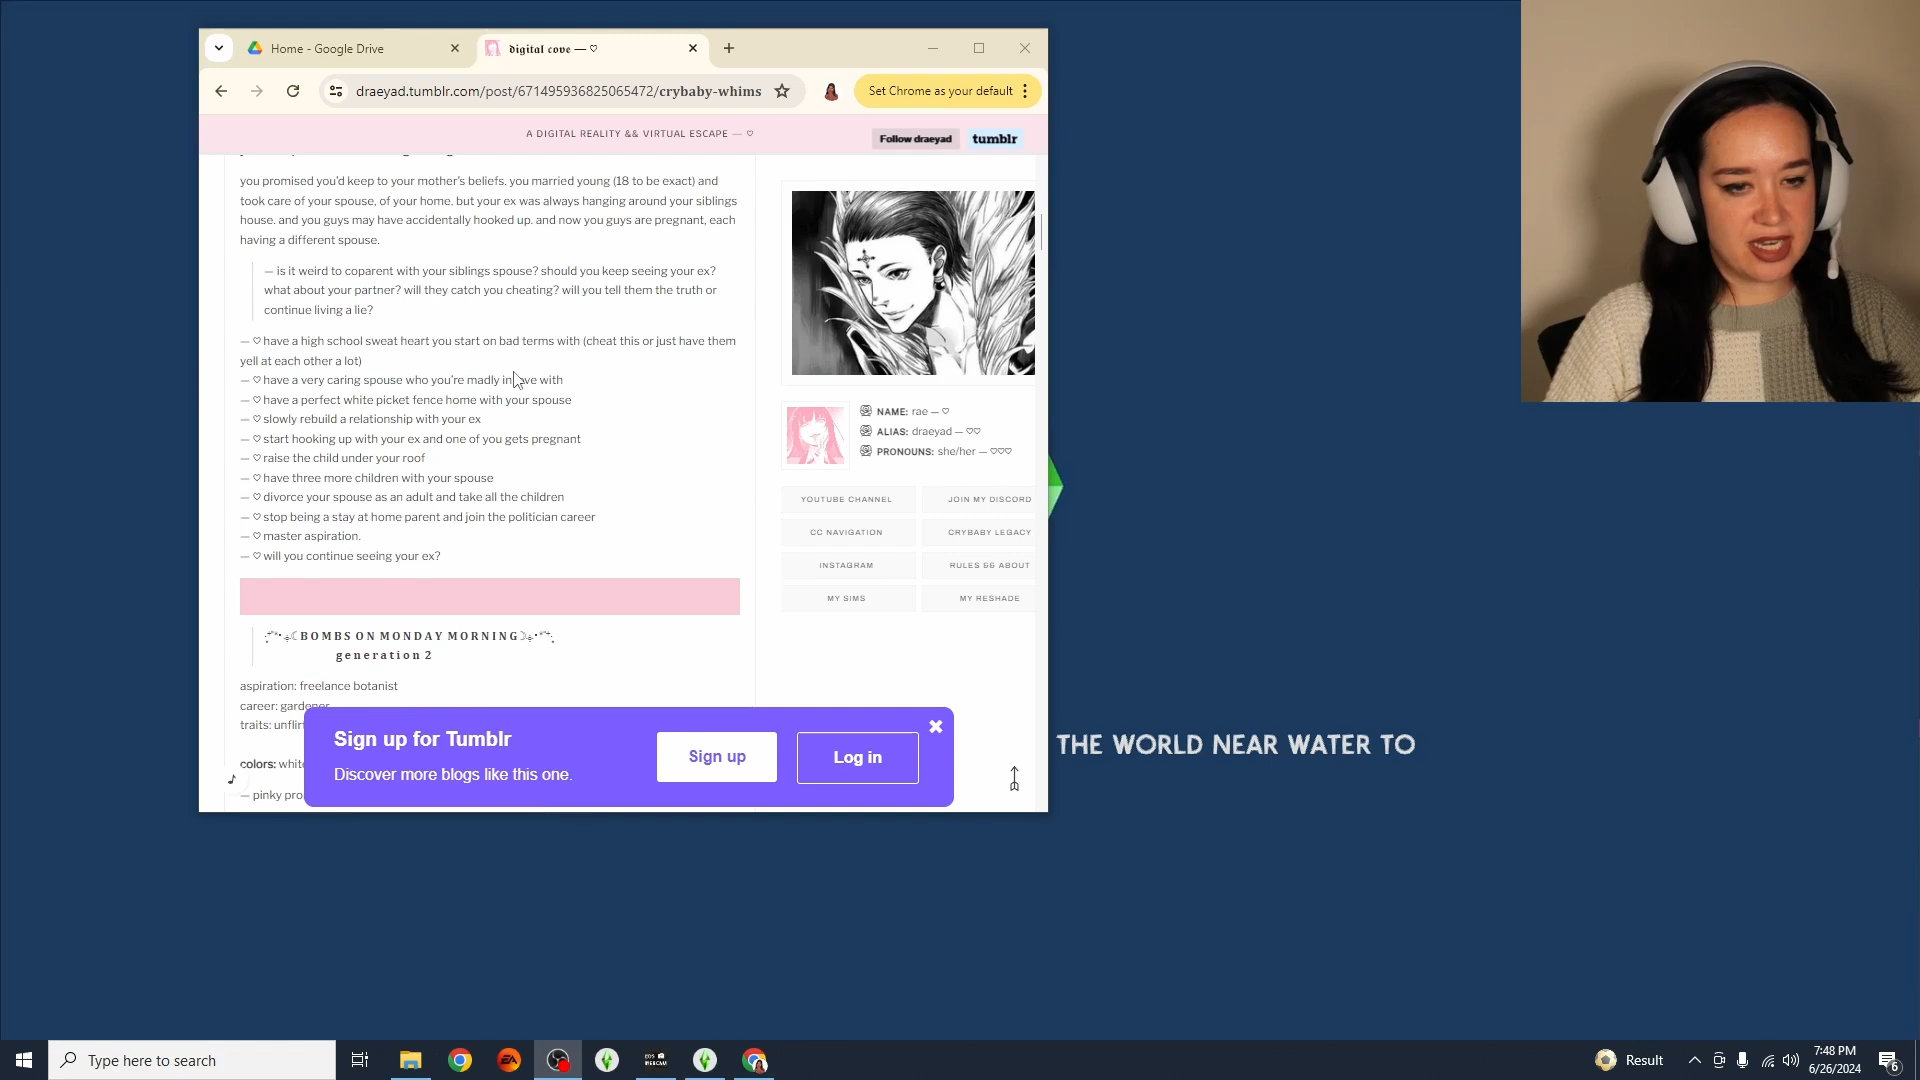 Home - Google Drive
digital cove — ♡
draeyad.tumblr.com/post/671495936825065472/crybaby-whims
Set Chrome as your default
A DIGITAL REALITY && VIRTUAL ESCAPE — ♡
Follow draeyad
tumblr
you promised you'd keep to your mother's beliefs. you married young (18 to be exact) and
took care of your spouse, of your home. but your ex was always hanging around your siblings
house. and you guys may have accidentally hooked up. and now you guys are pregnant, each
having a different spouse.
— is it weird to coparent with your siblings spouse? should you keep seeing your ex?
what about your partner? will they catch you cheating? will you tell them the truth or
continue living a lie?
— ♡ have a high school sweat heart you start on bad terms with (cheat this or just have them
yell at each other a lot)
— ♡ have a very caring spouse who you're madly in love with
— ♡ have a perfect white picket fence home with your spouse
— ♡ slowly rebuild a relationship with your ex
— ♡ start hooking up with your ex and one of you gets pregnant
— ♡ raise the child under your roof
— ♡ have three more children with your spouse
— ♡ divorce your spouse as an adult and take all the children
— ♡ stop being a stay at home parent and join the politician career
— ♡ master aspiration.
— ♡ will you continue seeing your ex?
BOMBS ON MONDAY MORNING
generation 2
aspiration: freelance botanist
career: gardener
traits: unflirt
colors: white
— pinky pro
NAME: rae — ♡
ALIAS: draeyad — ♡♡
PRONOUNS: she/her — ♡♡♡
YOUTUBE CHANNEL
JOIN MY DISCORD
CC NAVIGATION
CRYBABY LEGACY
INSTAGRAM
RULES && ABOUT
MY SIMS
MY RESHADE
Sign up for Tumblr
Discover more blogs like this one.
Sign up
Log in
THE WORLD NEAR WATER TO
Type here to search
EOS
WEBCAM
EA
Result
7:48 PM
6/26/2024
6